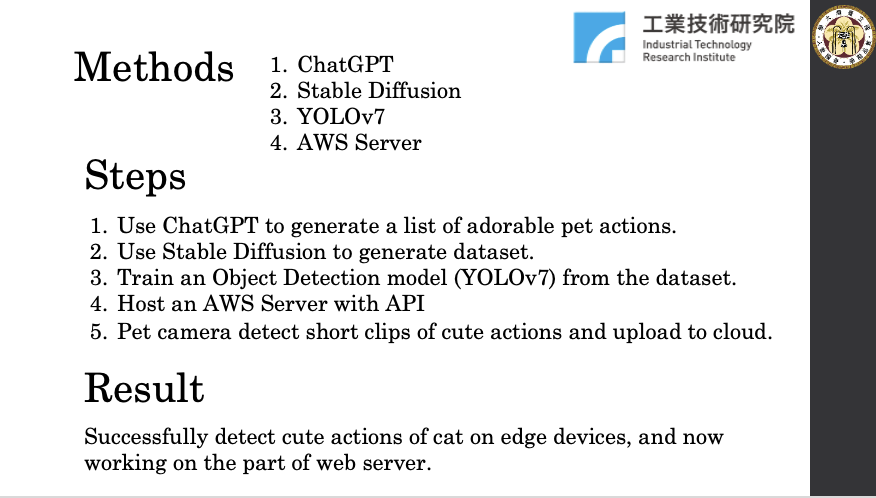 工業技術研究院
Industrial Technology
Research Institute
Methods
1. ChatGPT
2. Stable Diffusion
3. YOLOv7
4. AWS Server
Steps
1. Use ChatGPT to generate a list of adorable pet actions.
2. Use Stable Diffusion to generate dataset.
3. Train an Object Detection model (YOLOv7) from the dataset.
4. Host an AWS Server with API
5. Pet camera detect short clips of cute actions and upload to cloud.
Result
Successfully detect cute actions of cat on edge devices, and now
working on the part of web server.